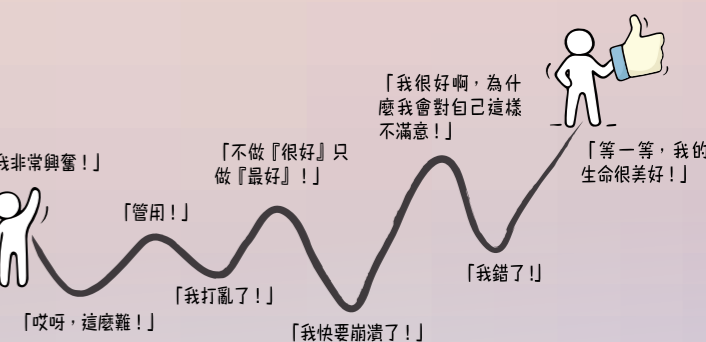 我非常興奮！」
「哎呀，這麼難！」
「管用！」
「我打亂了！」
「不做『很好』只
做『最好』！」
「我快要崩潰了！」
「我很好啊，為什
麼我會對自己這樣
不滿意！」
「我錯了！」
「等一等，我的
生命很美好！」